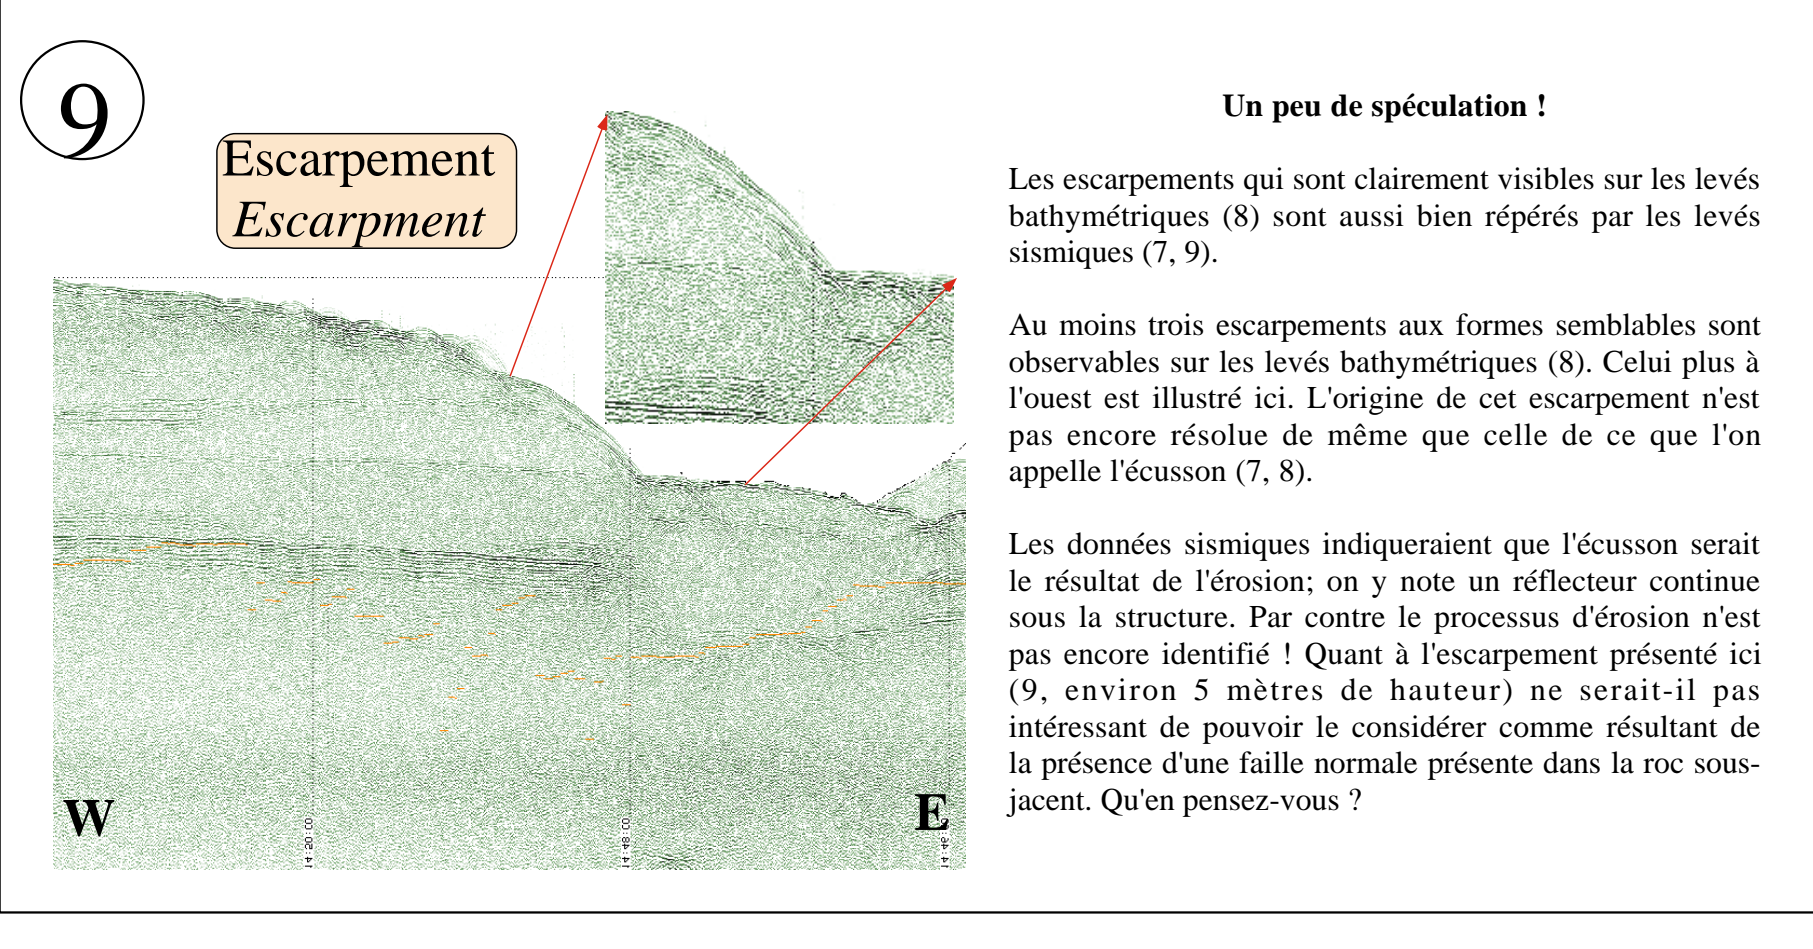 9
Escarpement
Escarpment
Un peu de spéculation !
Les escarpements qui sont clairement visibles sur les levés
bathymétriques (8) sont aussi bien répérés par les levés
sismiques (7, 9).
Au moins trois escarpements aux formes semblables sont
observables sur les levés bathymétriques (8). Celui plus à
l'ouest est illustré ici. L'origine de cet escarpement n'est
pas encore résolue de même que celle de ce que l'on
appelle l'écusson (7, 8).
Les données sismiques indiqueraient que l'écusson serait
le résultat de l'érosion; on y note un réflecteur continue
sous la structure. Par contre le processus d'érosion n'est
pas encore identifié ! Quant à l'escarpement présenté ici
(9, environ 5 mètres de hauteur) ne serait-il pas
intéressant de pouvoir le considérer comme résultant de
la présence d'une faille normale présente dans la roc sous-
jacent. Qu'en pensez-vous ?
W
E
14:50:00
14:48:00